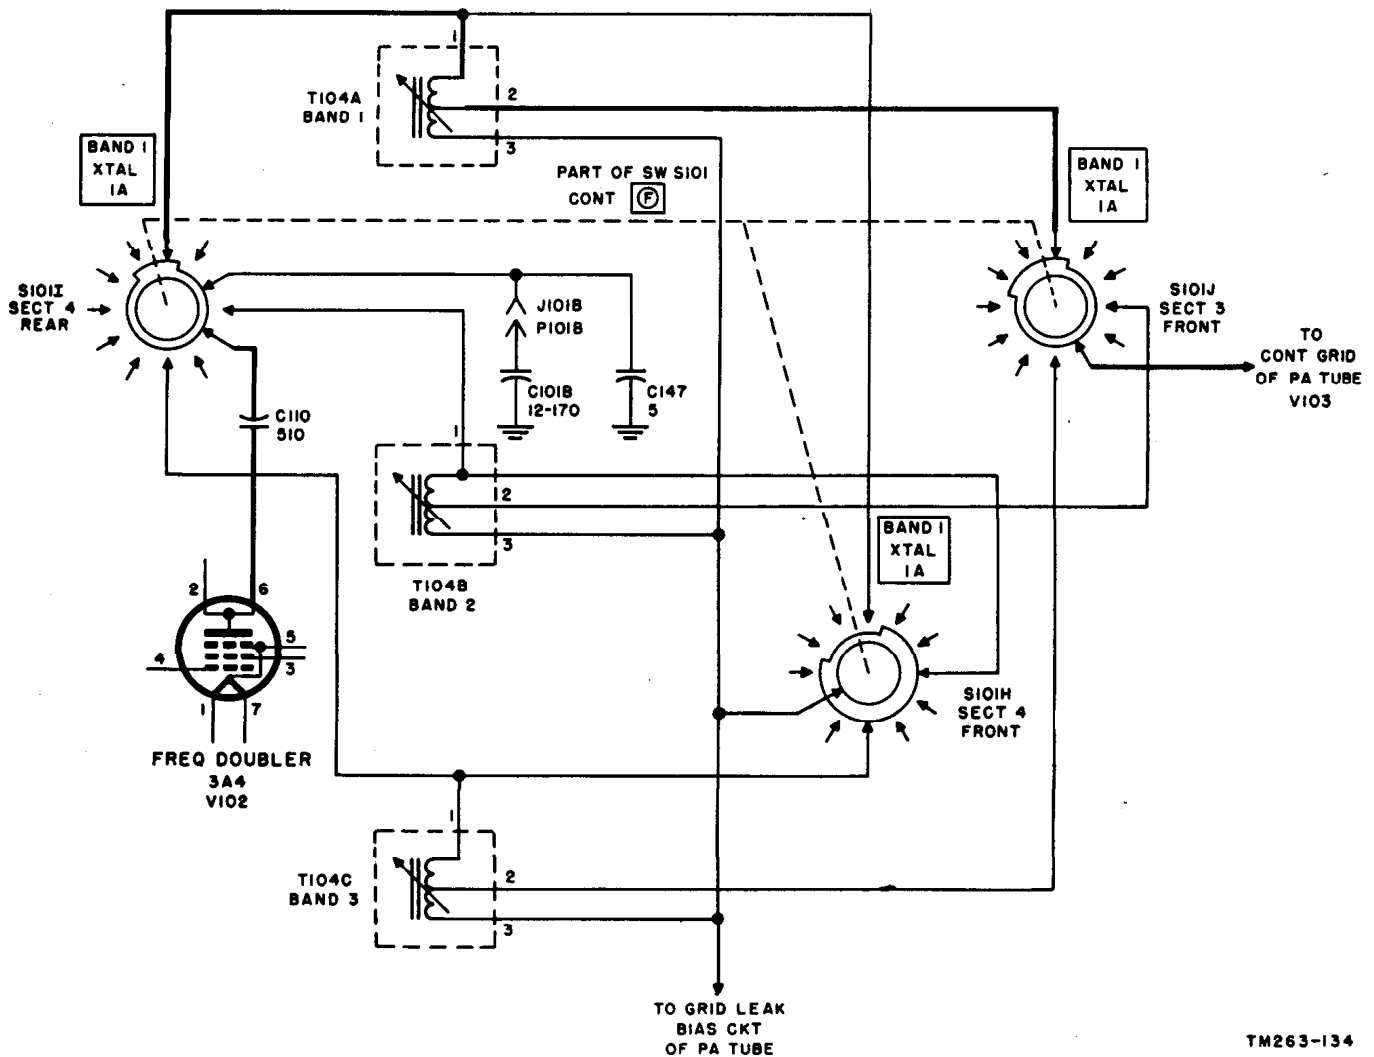 1
T104A
BAND 1
2
3
BAND 1
XTAL
1A
PART OF SW S101
CONT F
BAND 1
XTAL
1A
S101I
SECT 4
REAR
J101B
P101B
S101J
SECT 3
FRONT
TO
CONT GRID
OF PA TUBE
V103
C101B
12-170
C147
5
C110
510
1
2
3
T104B
BAND 2
BAND 1
XTAL
1A
2
6
5
4
3
1
7
FREQ DOUBLER
3A4
V102
S101H
SECT 4
FRONT
1
T104C
BAND 3
2
3
TO GRID LEAK
BIAS CKT
OF PA TUBE
TM263-134